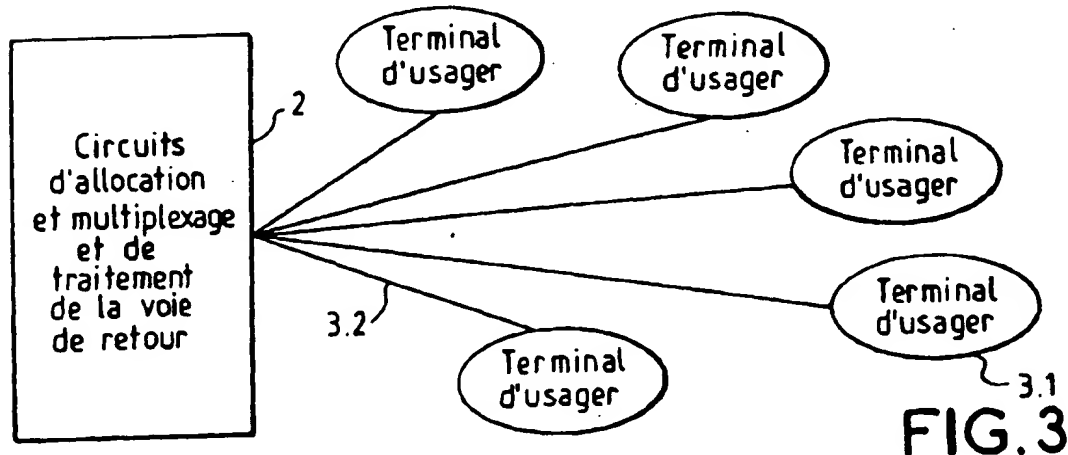 Circuits
d'allocation
et multiplexage
et de
traitement
de la voie
de retour
2
Terminal
d'usager
Terminal
d'usager
Terminal
d'usager
Terminal
d'usager
3.1
3.2
Terminal
d'usager
FIG.3